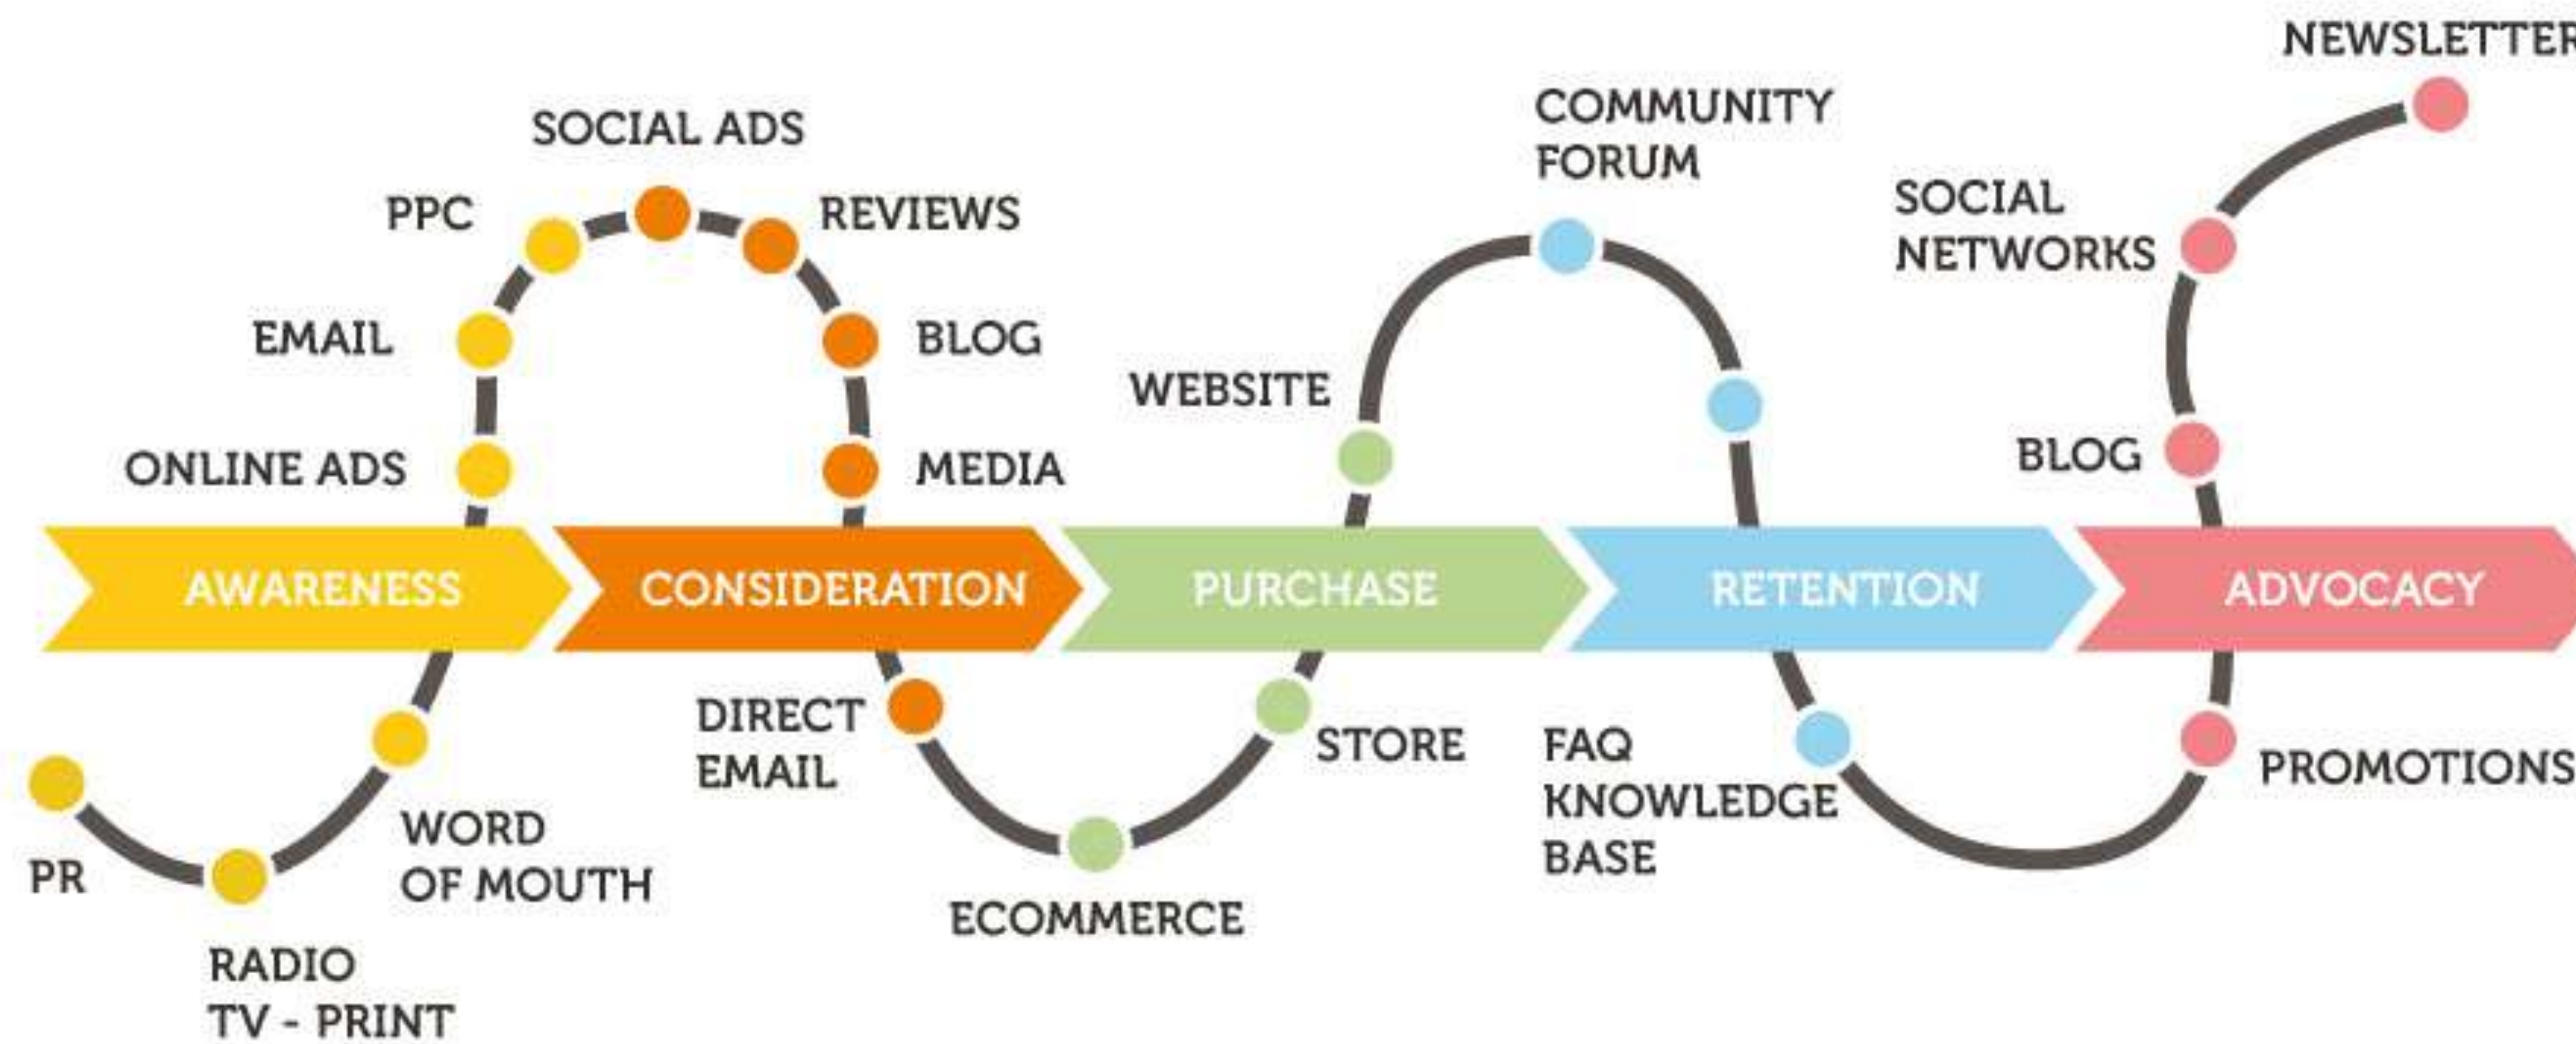 NEWSLETTER
COMMUNITY
FORUM
SOCIAL ADS
PPC
REVIEWS
SOCIAL
NETWORKS
EMAIL
BLOG
WEBSITE
ONLINE ADS
MEDIA
BLOG
AWARENESS
CONSIDERATION
PURCHASE
RETENTION
ADVOCACY
DIRECT
EMAIL
STORE
FAQ
KNOWLEDGE
BASE
PROMOTIONS
WORD
OF MOUTH
PR
ECOMMERCE
RADIO
TV - PRINT